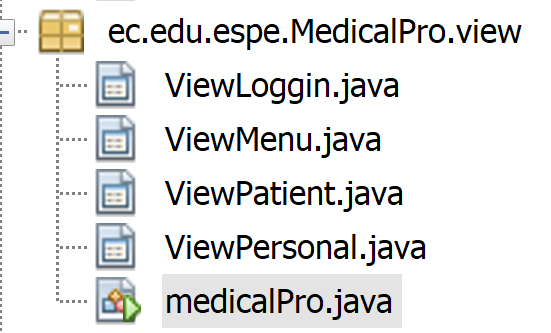 ec.edu.espe.MedicalPro.view
ViewLoggin.java
ViewMenu.java
ViewPatient.java
ViewPersonal.java
medicalPro.java